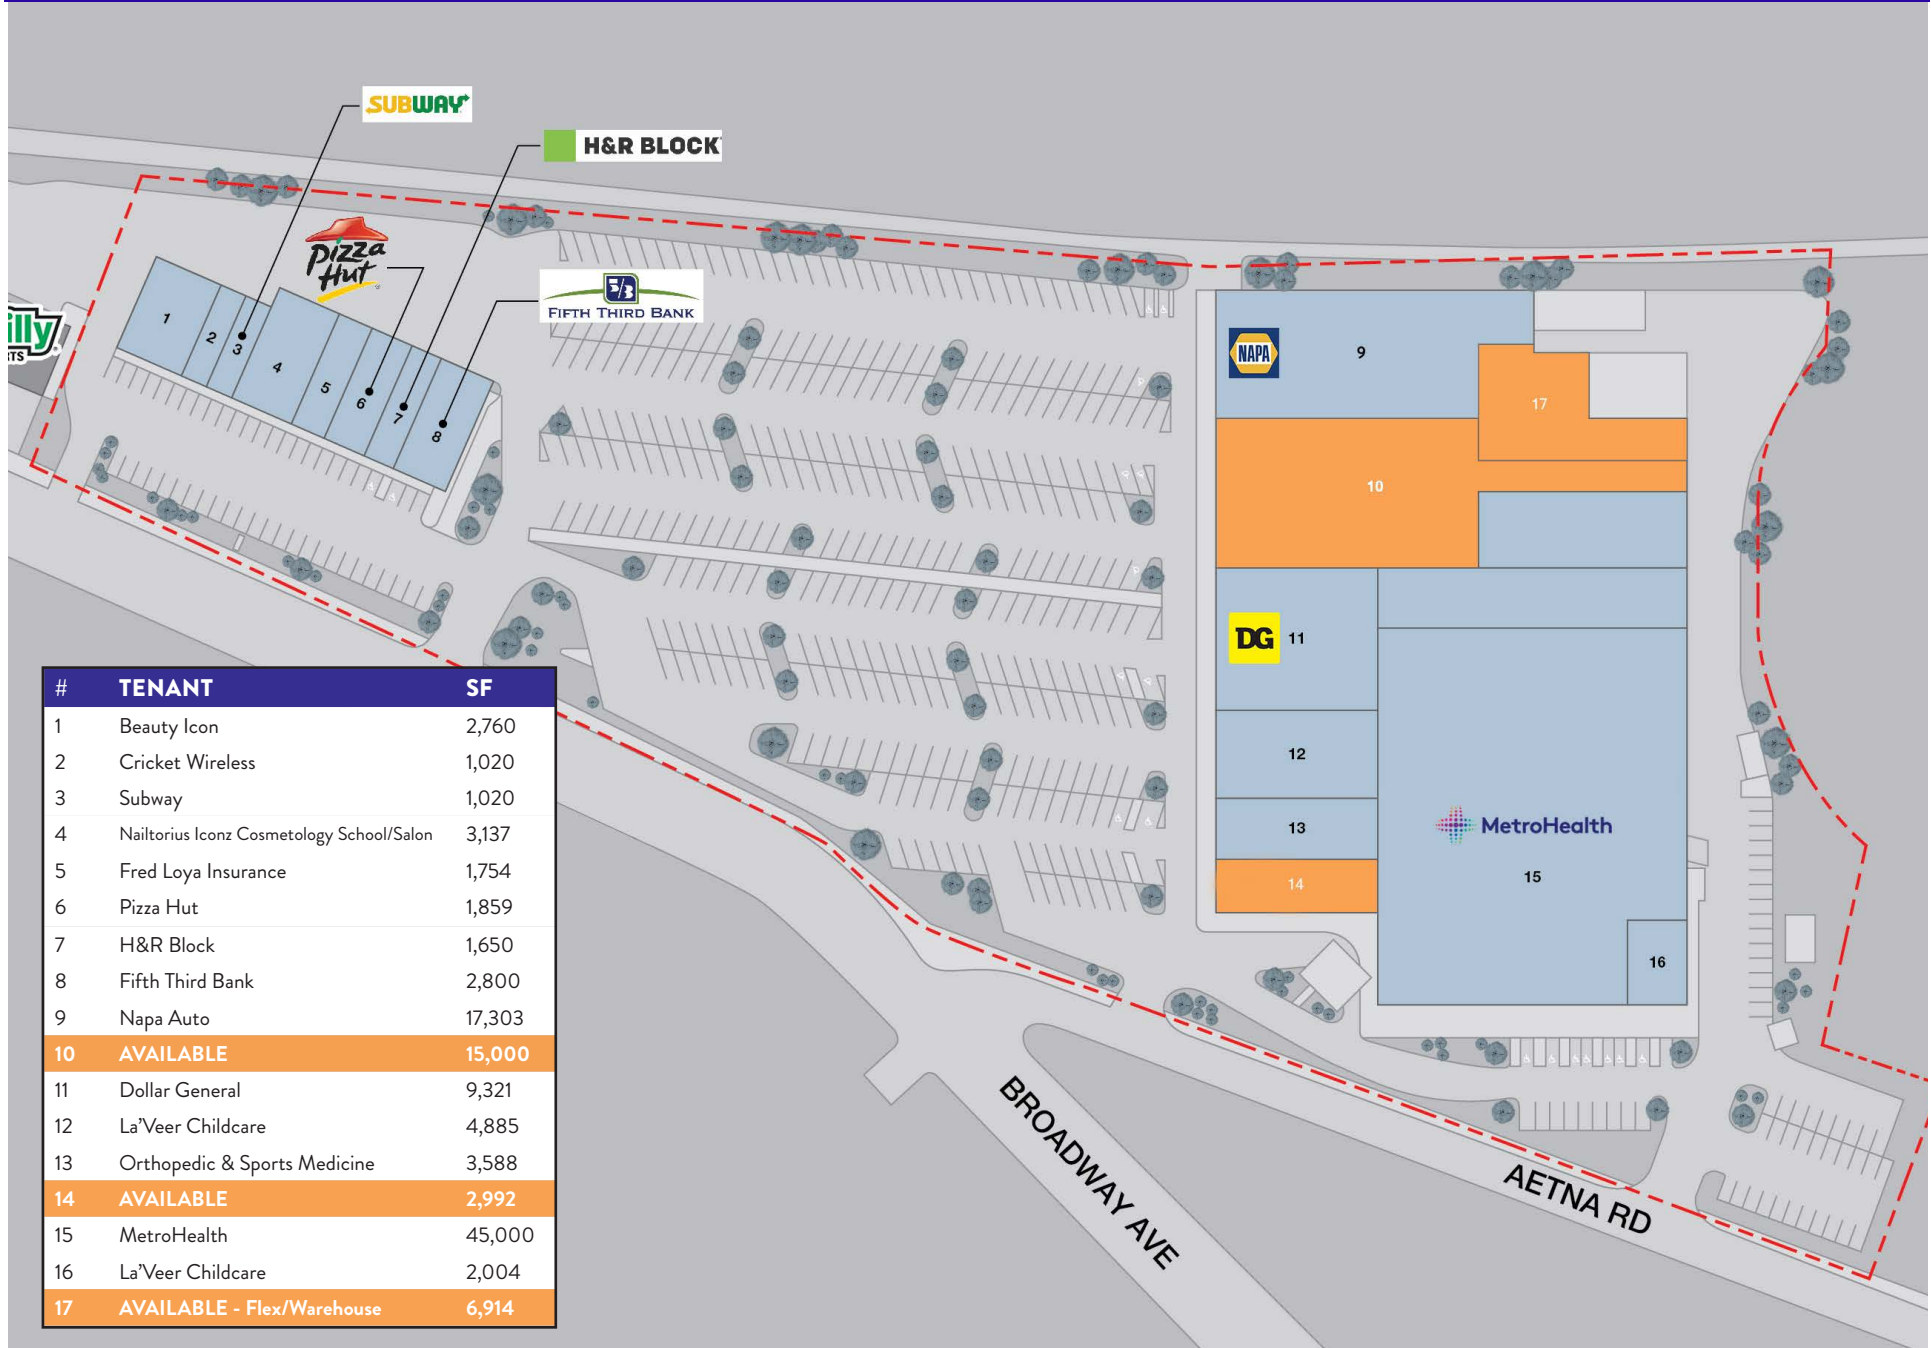 SUBWAY
H&R BLOCK
Pizza
Hut
5/3
FIFTH THIRD BANK
illy
TS
1
2
3
4
5
6
7
8
NAPA
9
17
10
DG
11
12
13
14
MetroHealth
15
16
BROADWAY AVE
AETNA RD
# TENANT SF
1 Beauty Icon 2,760
2 Cricket Wireless 1,020
3 Subway 1,020
4 Nailtorius Iconz Cosmetology School/Salon 3,137
5 Fred Loya Insurance 1,754
6 Pizza Hut 1,859
7 H&R Block 1,650
8 Fifth Third Bank 2,800
9 Napa Auto 17,303
10 AVAILABLE 15,000
11 Dollar General 9,321
12 La'Veer Childcare 4,885
13 Orthopedic & Sports Medicine 3,588
14 AVAILABLE 2,992
15 MetroHealth 45,000
16 La'Veer Childcare 2,004
17 AVAILABLE - Flex/Warehouse 6,914